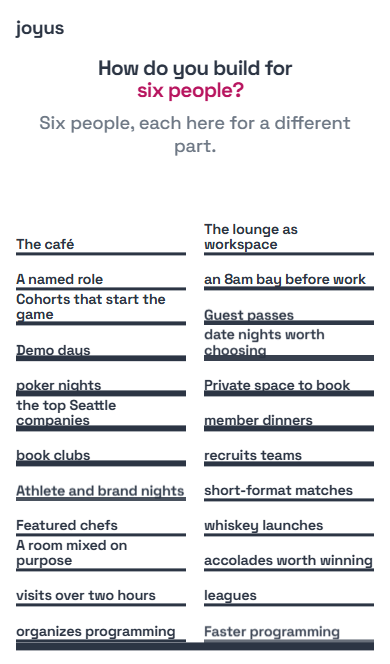 joyus
How do you build for
six people?
Six people, each here for a different
part.
The café
The lounge as
workspace
A named role
an 8am bay before work
Cohorts that start the
game
Guest passes
Demo days
date nights worth
choosing
poker nights
Private space to book
the top Seattle
companies
member dinners
book clubs
recruits teams
Athlete and brand nights
short-format matches
Featured chefs
whiskey launches
A room mixed on
purpose
accolades worth winning
visits over two hours
leagues
organizes programming
Faster programming